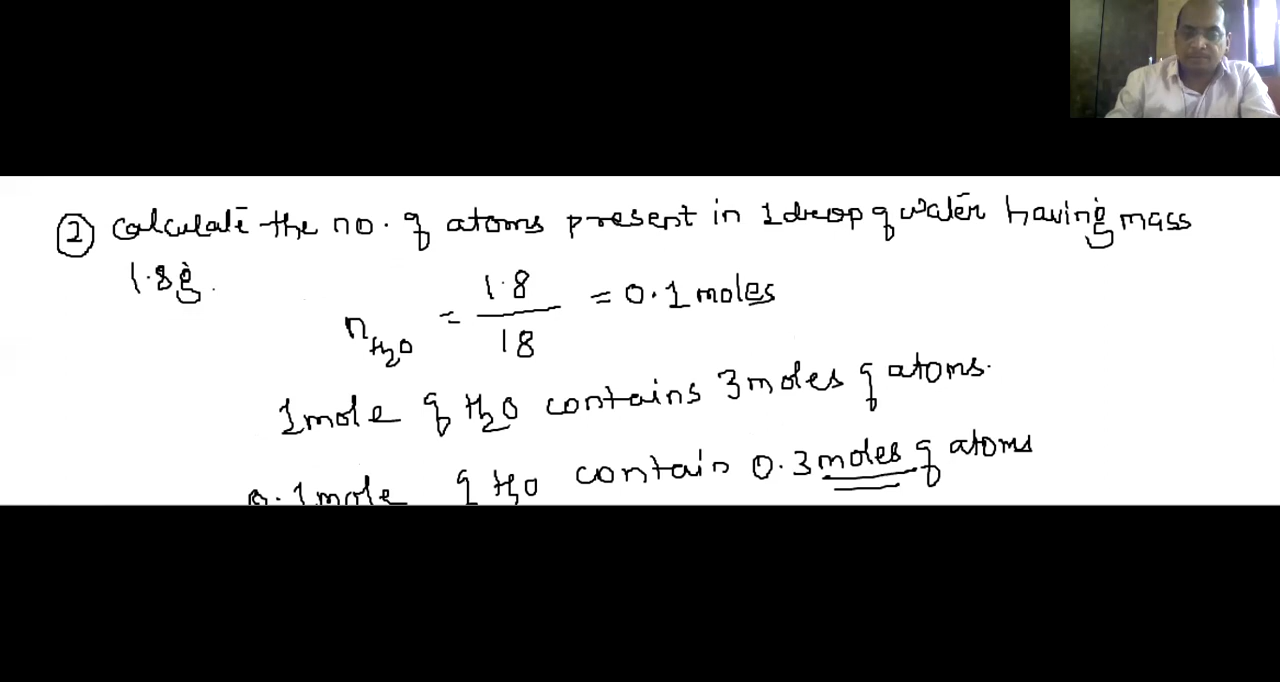 ② calculate the no. of atoms present in 1 drop of water having mass
1.8g.
n H₂O = 1.8 / 18 = 0.1 moles
1 mole of H₂O contains 3 moles of atoms.
0.1 mole of H₂O contain 0.3 moles of atoms